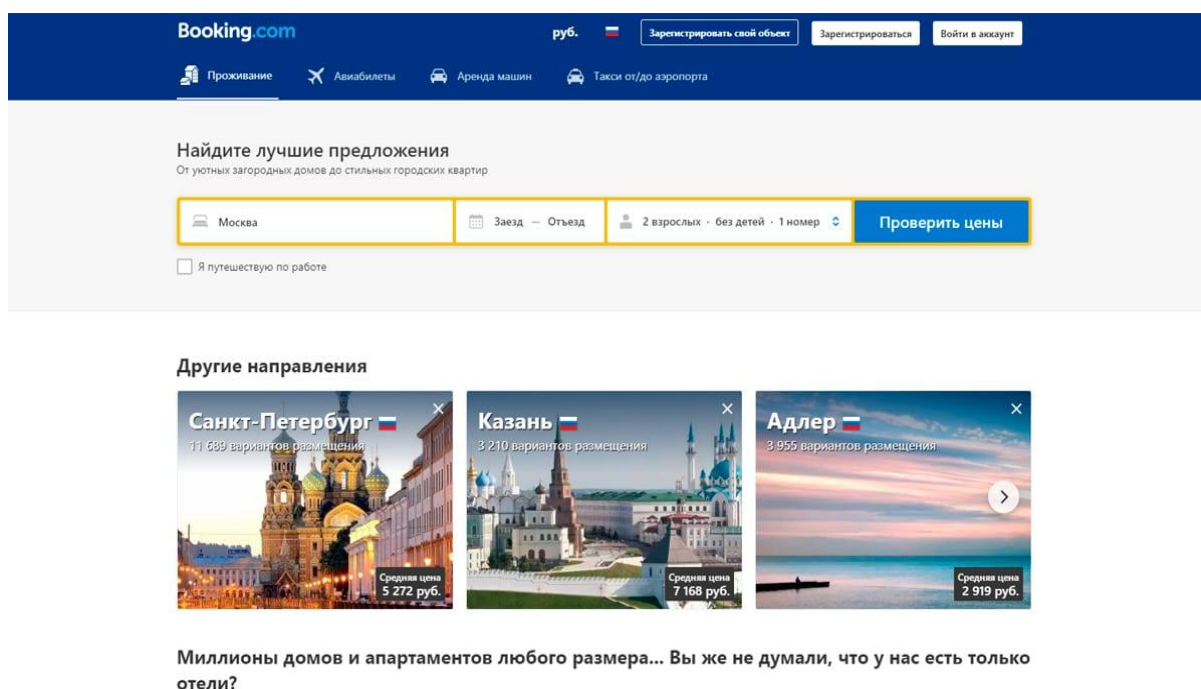 Booking.com
руб.
Зарегистрировать свой объект
Зарегистрироваться
Войти в аккаунт
Проживание
Авиабилеты
Аренда машин
Такси от/до аэропорта
Найдите лучшие предложения
От уютных загородных домов до стильных городских квартир
Москва
Заезд — Отъезд
2 взрослых · без детей · 1 номер
Проверить цены
Я путешествую по работе
Другие направления
Санкт-Петербург
11 689 вариантов размещения
Средняя цена
5 272 руб.
Казань
3 210 вариантов размещения
Средняя цена
7 168 руб.
Адлер
3 955 вариантов размещения
Средняя цена
2 919 руб.
Миллионы домов и апартаментов любого размера... Вы же не думали, что у нас есть только
отели?